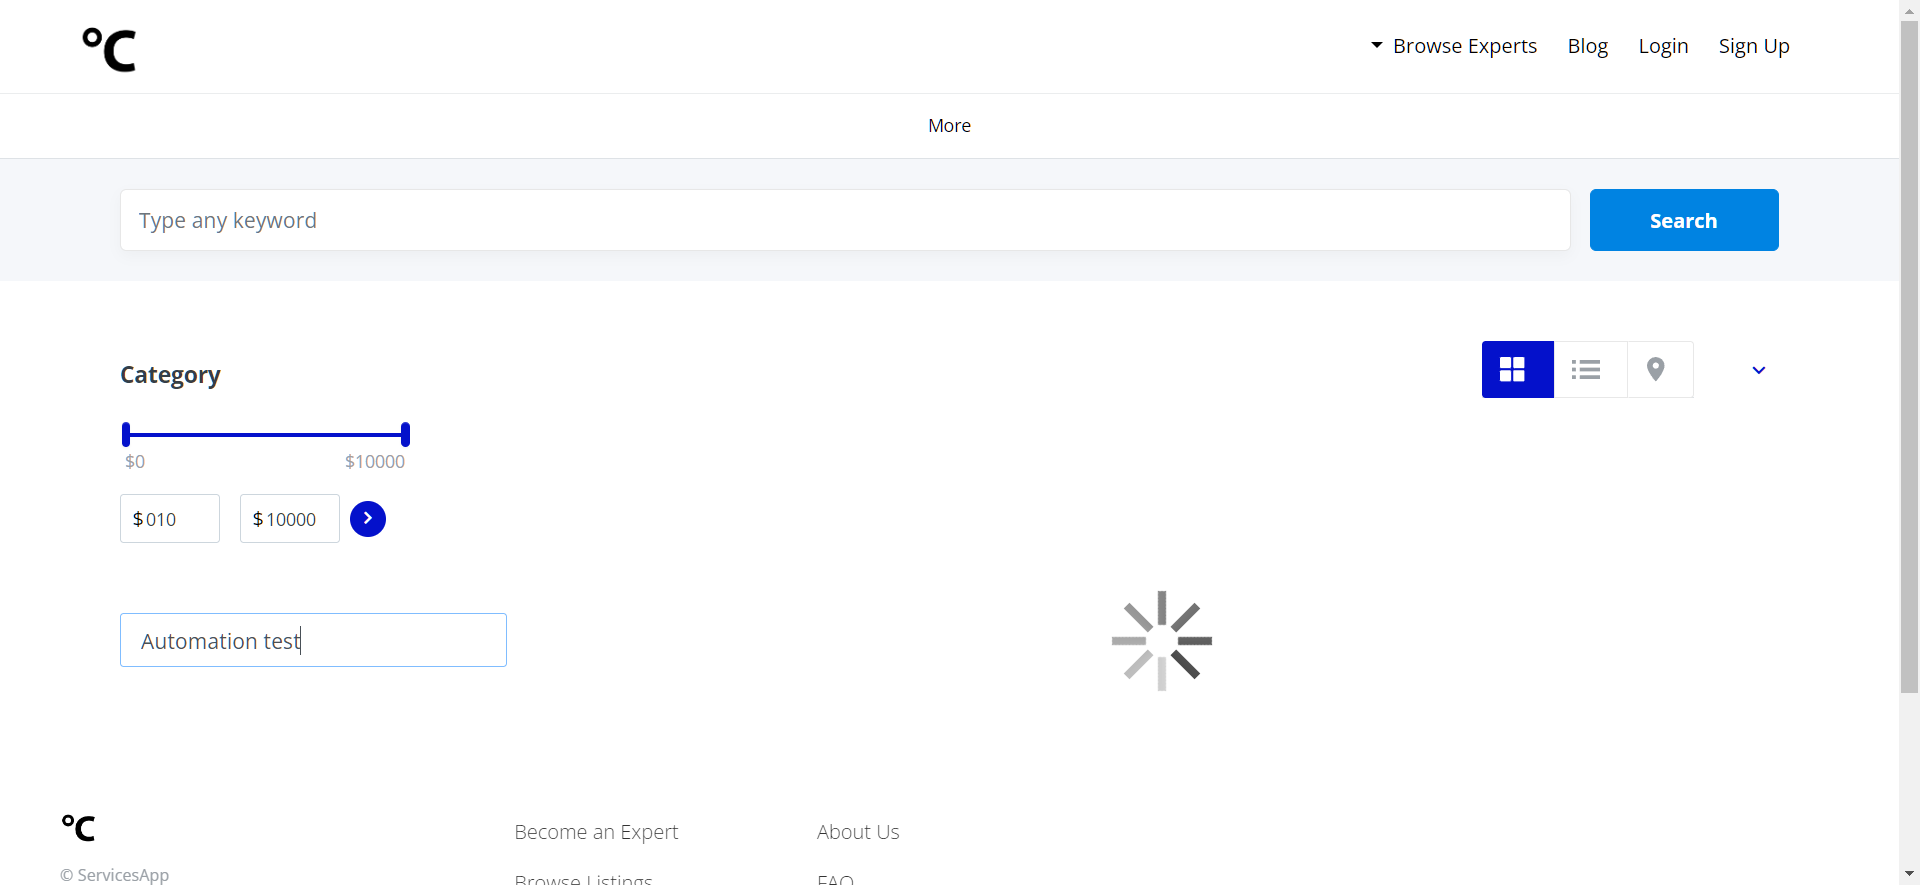 °C
Browse Experts Blog Login Sign Up
More
Type any keyword
Search
Category
$0 $10000
$ 010 $ 10000
Automation test
°C
Become an Expert About Us
© ServicesApp
Browse Listings FAQ